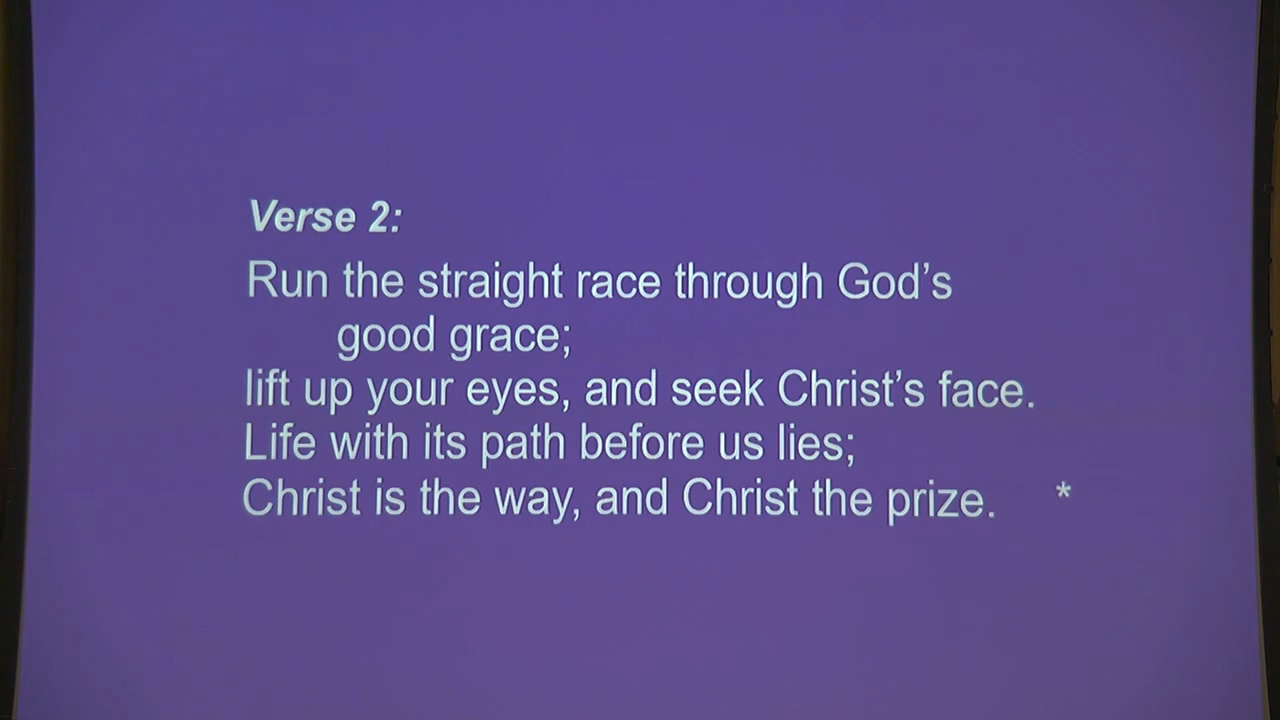 Verse 2:
Run the straight race through God’s
good grace;
lift up your eyes, and seek Christ’s face.
Life with its path before us lies;
Christ is the way, and Christ the prize. *